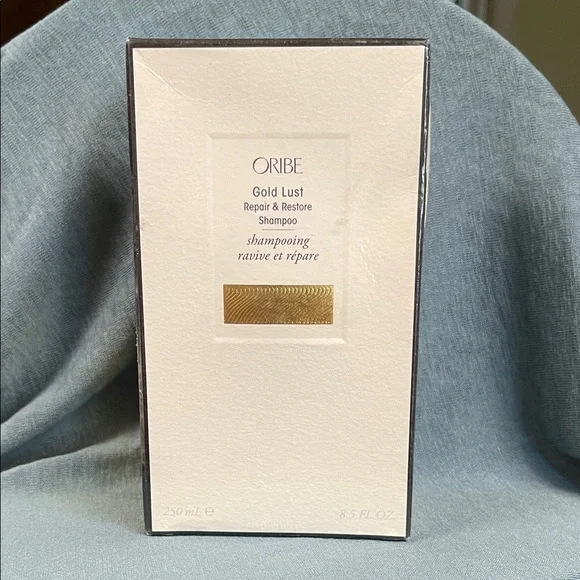 ORIBE
Gold Lust
Repair & Restore
Shampoo
shampooing
ravive et répare
250 mL ℮ 8.5 FL OZ